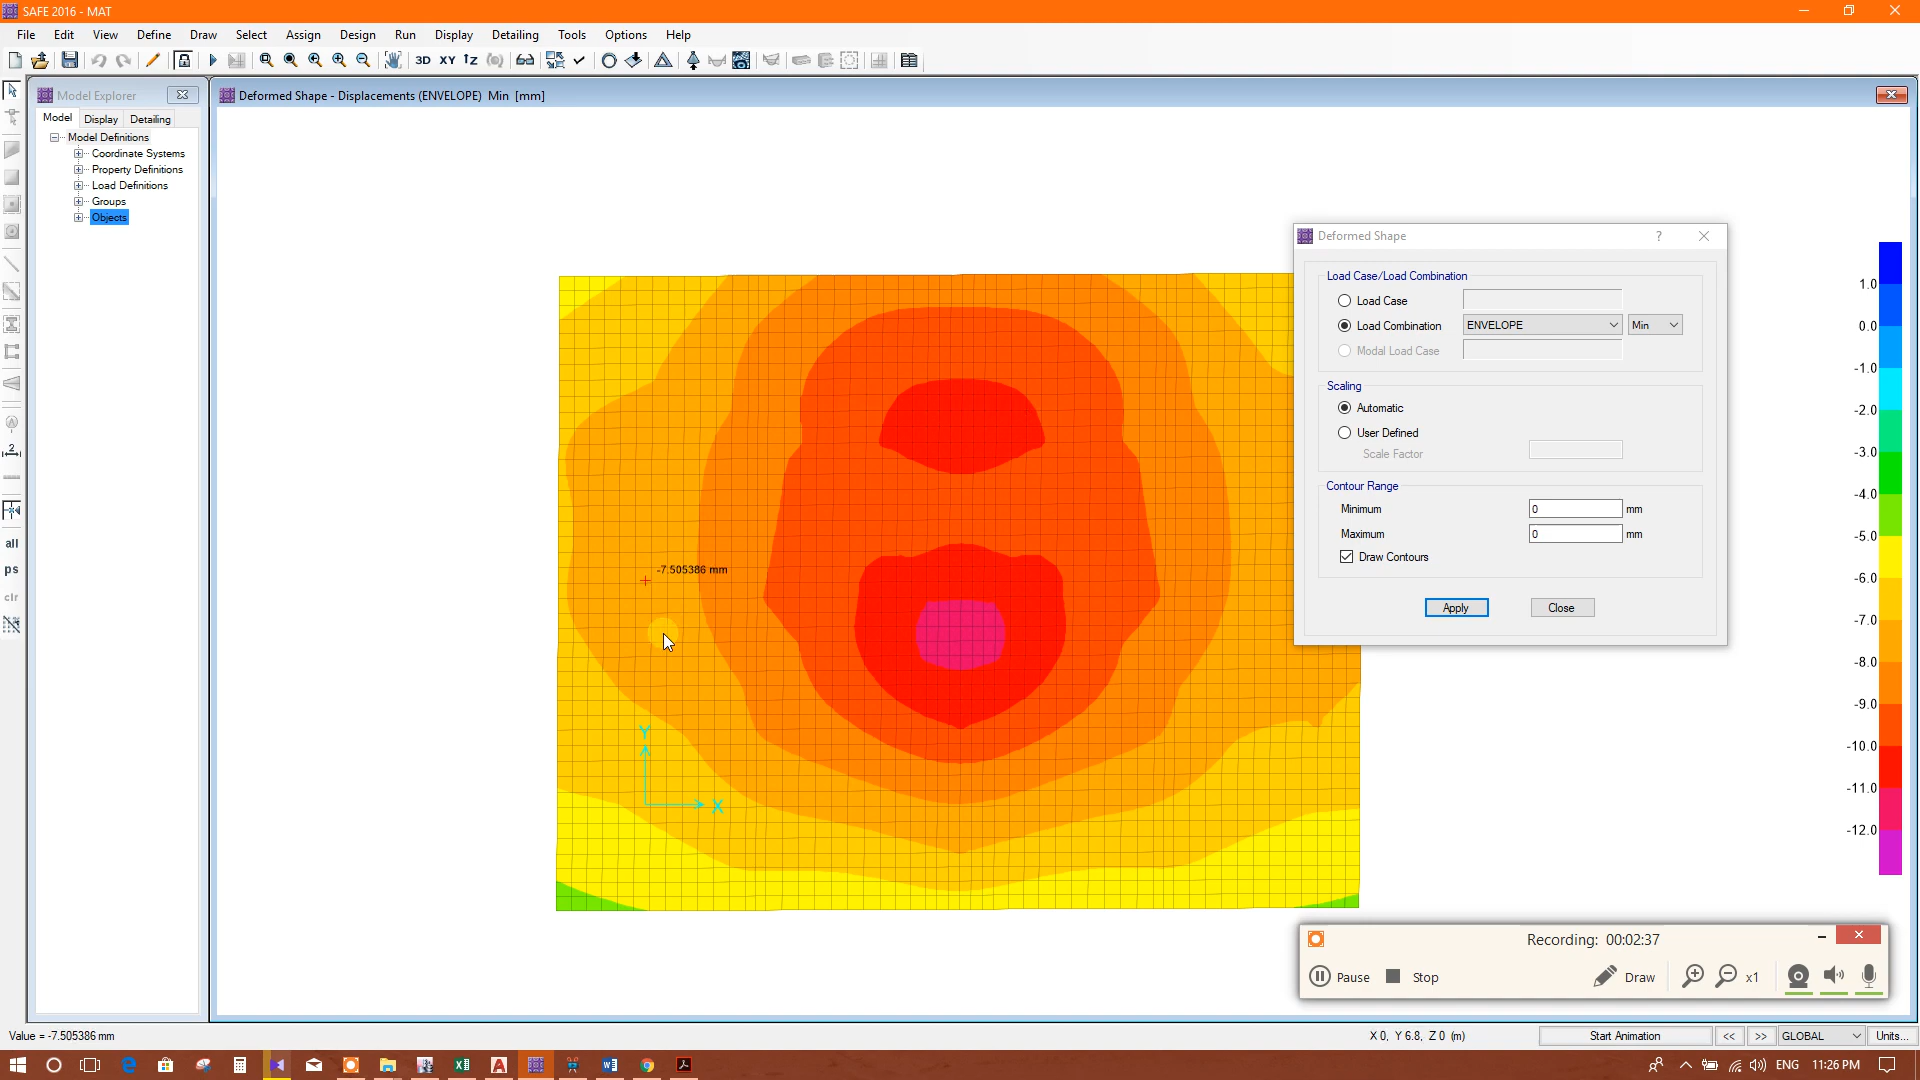 SAFE 2016 - MAT
File Edit View Define Draw Select Assign Design Run Display Detailing Tools Options Help
3D XY
Model Explorer
Deformed Shape - Displacements (ENVELOPE) Min [mm]
Model Display Detailing
Model Definitions
Coordinate Systems
Property Definitions
Load Definitions
Groups
Objects
all
ps
clr
-7.505386 mm
Y
X
Deformed Shape
Load Case/Load Combination
Load Case
Load Combination ENVELOPE Min
Modal Load Case
Scaling
Automatic
User Defined
Scale Factor
Contour Range
Minimum 0 mm
Maximum 0 mm
Draw Contours
Apply Close
1.0
0.0
-1.0
-2.0
-3.0
-4.0
-5.0
-6.0
-7.0
-8.0
-9.0
-10.0
-11.0
-12.0
Recording: 00:02:37
Pause Stop Draw x1
Value = -7.505386 mm
X 0, Y 6.8, Z 0 (m)
Start Animation << >> GLOBAL Units...
ENG 11:26 PM